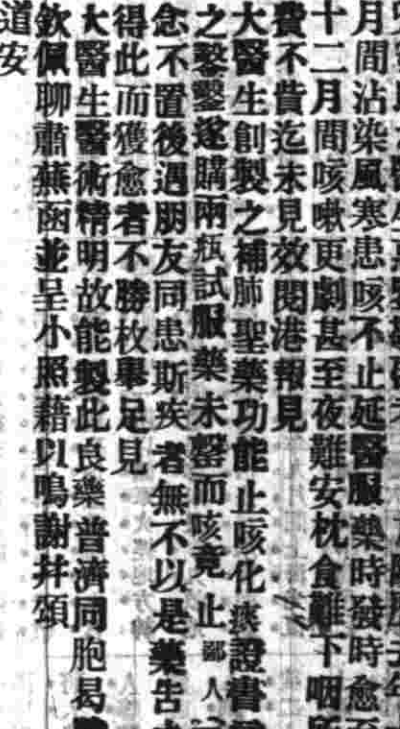 月間沾染風寒患咳不止延醫服藥時發時愈至
十二月間咳嗽更劇甚至夜難安枕食難下咽所
費不貲迄未見效閱港報見
大醫生創製之補肺聖藥功能止咳化痰證書
之鑿鑿遂購兩瓶試服藥未罄而咳竟止鄙人
念不置後遇朋友同患斯疾者無不以是藥告
得此而獲愈者不勝枚舉足見
大醫生醫術精明故能製此良藥普濟同胞曷
欽佩聊肅蕪函並呈小照藉以鳴謝并頌
道安